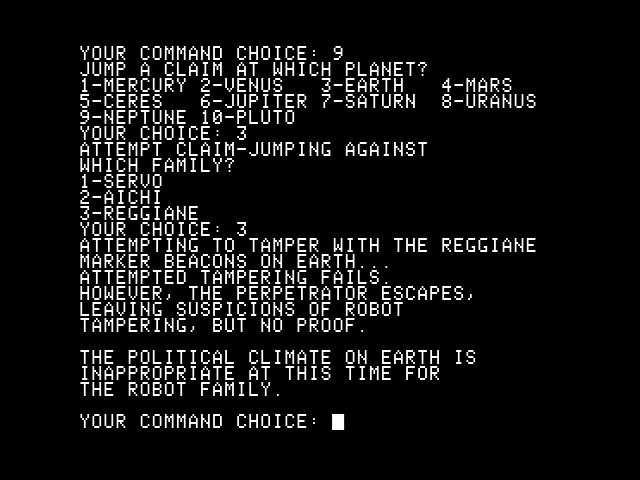 YOUR COMMAND CHOICE: 9
JUMP A CLAIM AT WHICH PLANET?
1-MERCURY 2-VENUS   3-EARTH   4-MARS
5-CERES   6-JUPITER 7-SATURN  8-URANUS
9-NEPTUNE 10-PLUTO
YOUR CHOICE: 3
ATTEMPT CLAIM-JUMPING AGAINST
WHICH FAMILY?
1-SERVO
2-AICHI
3-REGGIANE
YOUR CHOICE: 3
ATTEMPTING TO TAMPER WITH THE REGGIANE
MARKER BEACONS ON EARTH...
ATTEMPTED TAMPERING FAILS.
HOWEVER, THE PERPETRATOR ESCAPES,
LEAVING SUSPICIONS OF ROBOT
TAMPERING, BUT NO PROOF.
THE POLITICAL CLIMATE ON EARTH IS
INAPPROPRIATE AT THIS TIME FOR
THE ROBOT FAMILY.
YOUR COMMAND CHOICE: